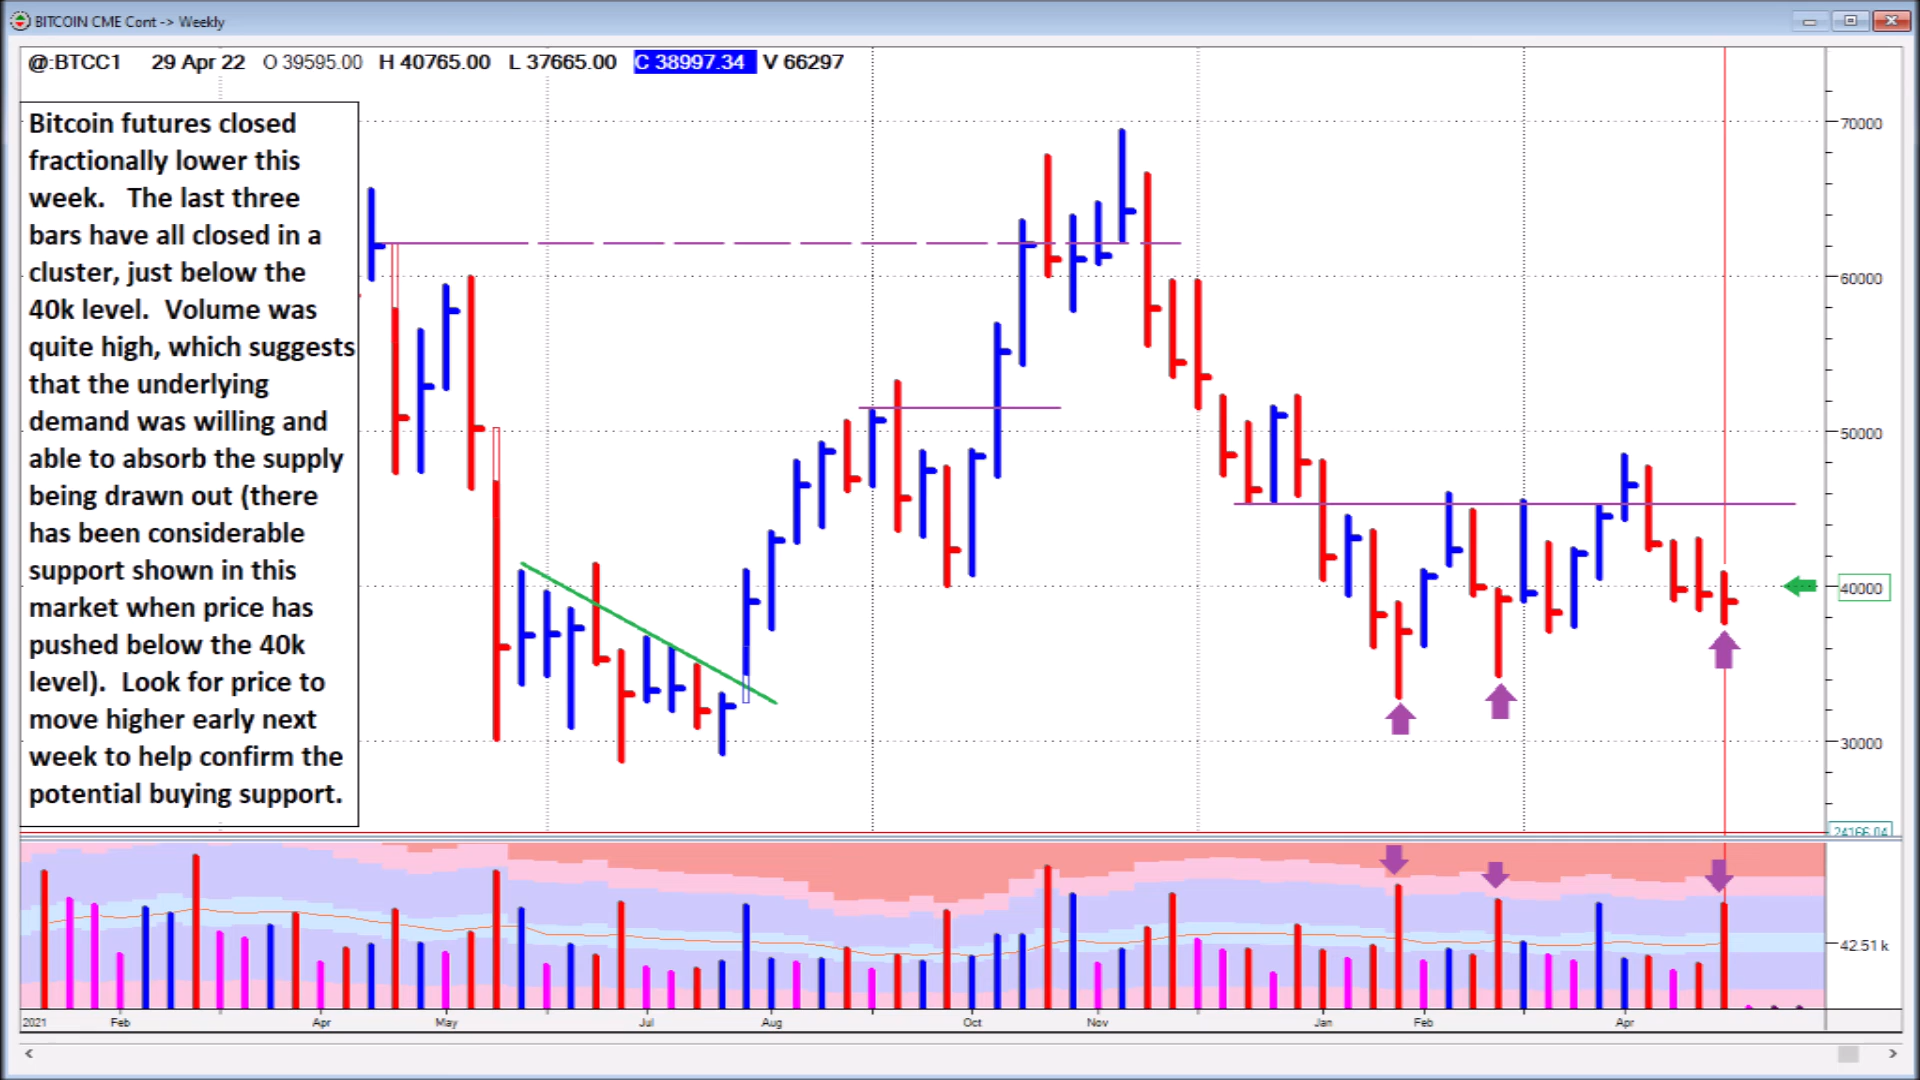 BITCOIN CME Cont -> Weekly
@:BTCC1 29 Apr 22 O 39595.00 H 40765.00 L 37665.00 C 38997.34 V 66297
Bitcoin futures closed
fractionally lower this
week. The last three
bars have all closed in a
cluster, just below the
40k level. Volume was
quite high, which suggests
that the underlying
demand was willing and
able to absorb the supply
being drawn out (there
has been considerable
support shown in this
market when price has
pushed below the 40k
level). Look for price to
move higher early next
week to help confirm the
potential buying support.
70000
60000
50000
40000
30000
24166.04
42.51 k
2021 Feb Apr May Jul Aug Oct Nov Jan Feb Apr